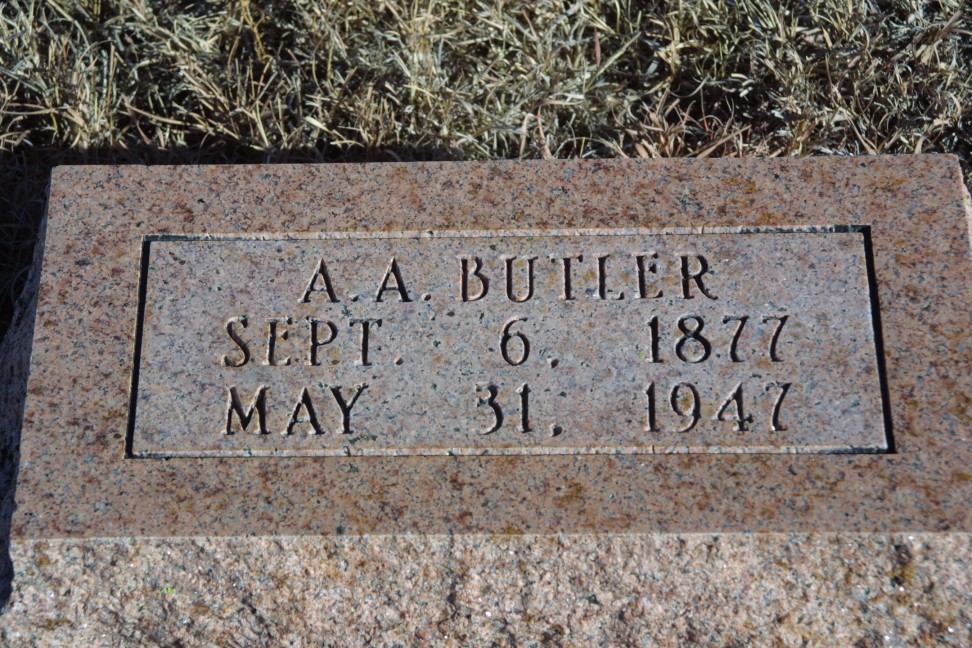 A. A. BUTLER
SEPT. 6, 1877
MAY 31, 1947